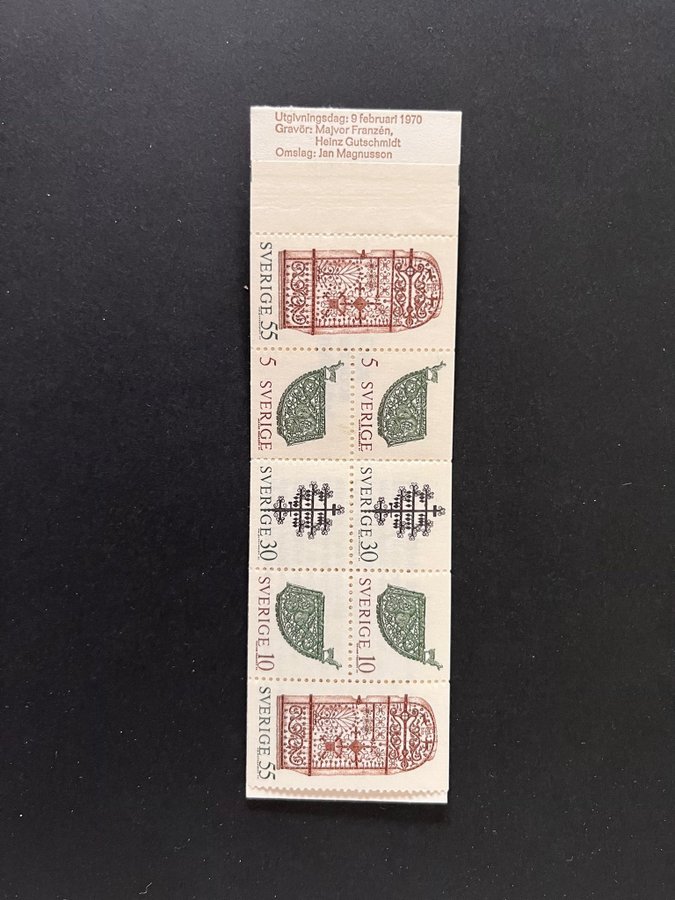 Utgivningsdag: 9 februari 1970
Gravör: Majvor Franzén,
Heinz Gutschmidt
Omslag: Jan Magnusson
SVERIGE 55
5 SVERIGE
5 SVERIGE
SVERIGE 30
SVERIGE 30
SVERIGE 10
SVERIGE 10
SVERIGE 55